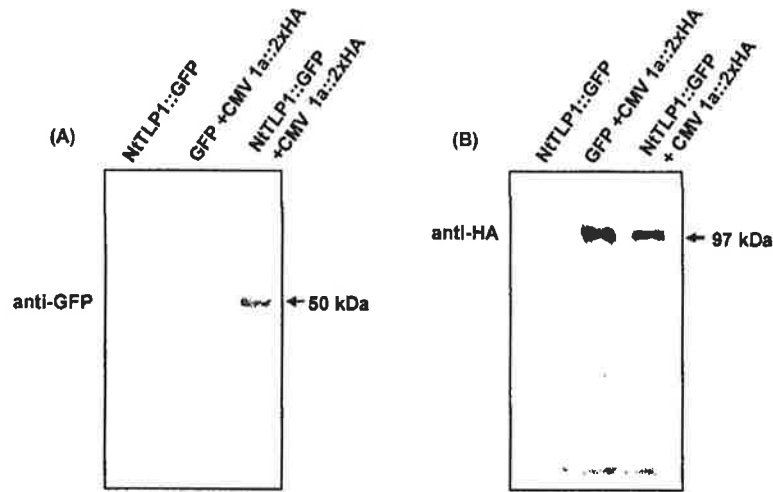 (A)
NtTLP1::GFP
GFP +CMV 1a::2xHA
NtTLP1::GFP
+CMV 1a::2xHA
anti-GFP
50 kDa
(B)
NtTLP1::GFP
GFP +CMV 1a::2xHA
NtTLP1::GFP
+ CMV 1a::2xHA
anti-HA
97 kDa